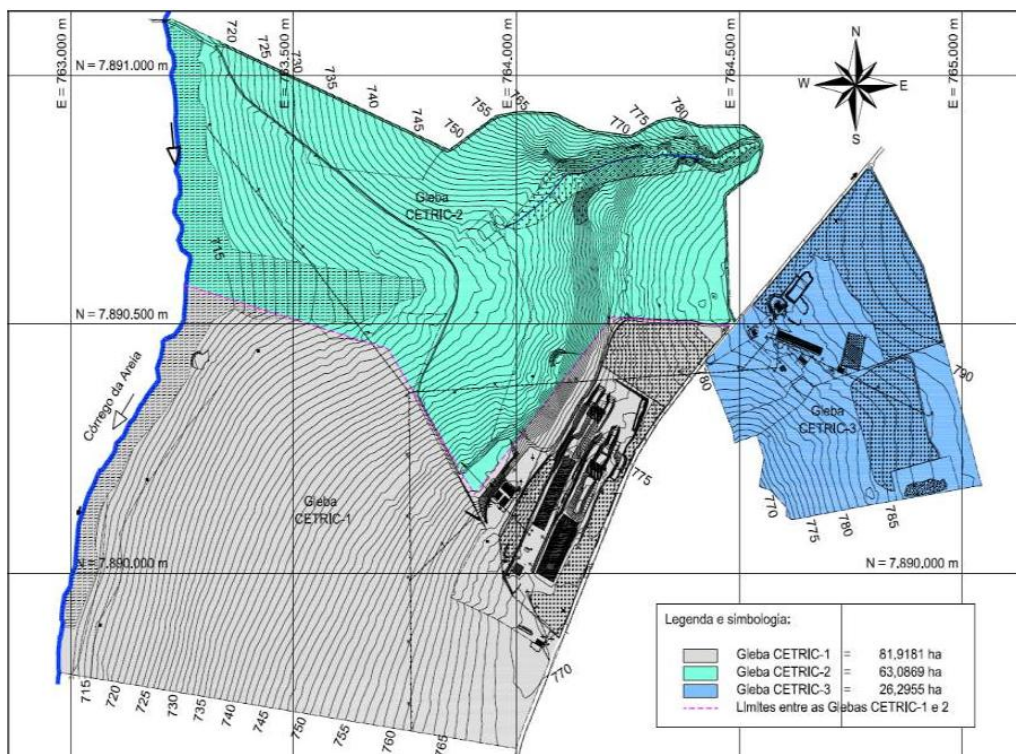 E = 763.000 m
E = 763.500 m
E = 764.000 m
E = 764.500 m
E = 765.000 m
N = 7.891.000 m
720
725
730
735
740
745
750
755
765
770
775
780
N
W E
S
Gleba
CETRIC-2
715
N = 7.890.500 m
780
790
Córrego da Areia
Gleba
CETRIC-3
775
Gleba
CETRIC-1
770
775
780
785
N = 7.890.000 m
N = 7.890.000 m
Legenda e simbologia:
Gleba CETRIC-1 = 81,9181 ha
Gleba CETRIC-2 = 63,0869 ha
Gleba CETRIC-3 = 26,2955 ha
Limites entre as Glebas CETRIC-1 e 2
770
715
720
725
730
735
740
745
750
755
760
765